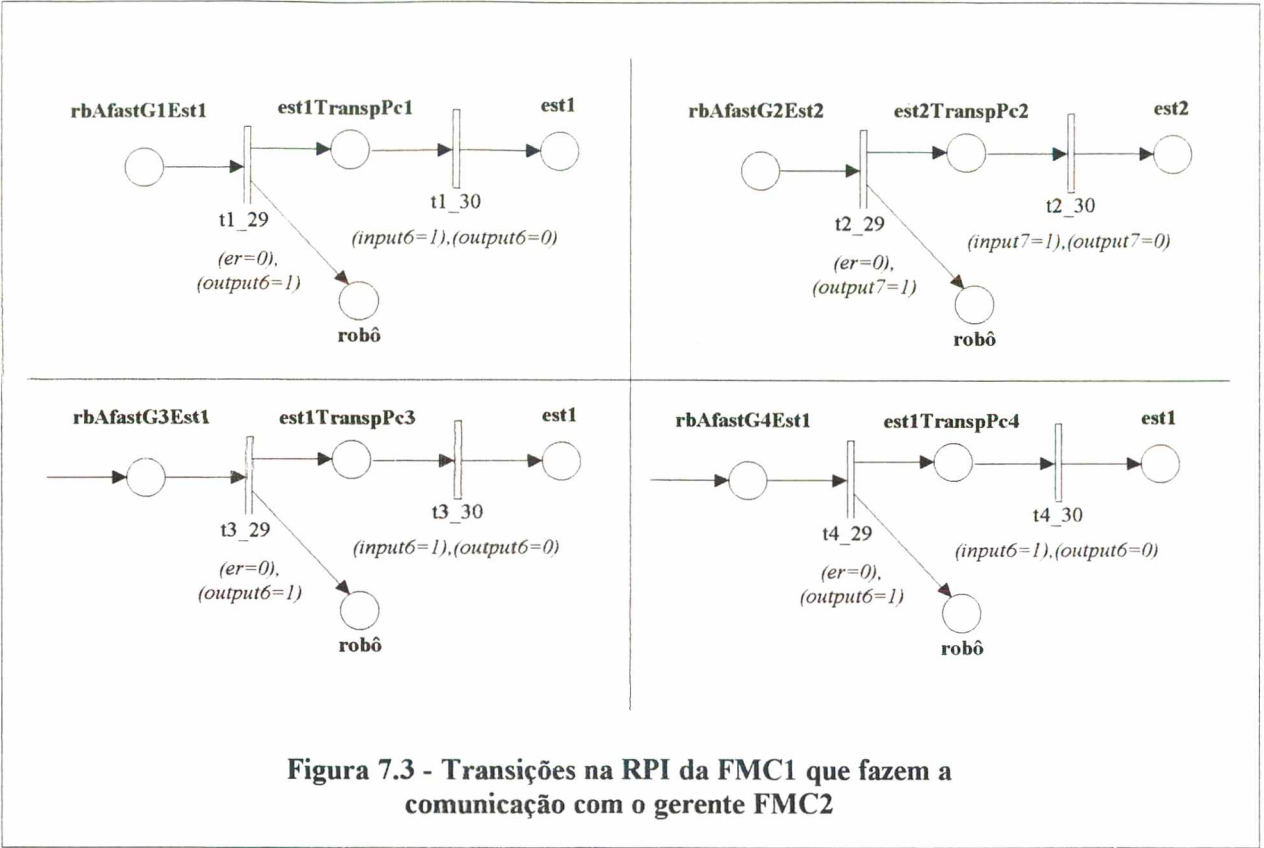 rbAfastG1Est1 est1TranspPc1 est1
t1_29 t1_30
(er=0), (input6=1),(output6=0)
(output6=1)
robô
rbAfastG2Est2 est2TranspPc2 est2
t2_29 t2_30
(er=0), (input7=1),(output7=0)
(output7=1)
robô
rbAfastG3Est1 est1TranspPc3 est1
t3_29 t3_30
(er=0), (input6=1),(output6=0)
(output6=1)
robô
rbAfastG4Est1 est1TranspPc4 est1
t4_29 t4_30
(er=0), (input6=1),(output6=0)
(output6=1)
robô
Figura 7.3 - Transições na RPI da FMC1 que fazem a
comunicação com o gerente FMC2